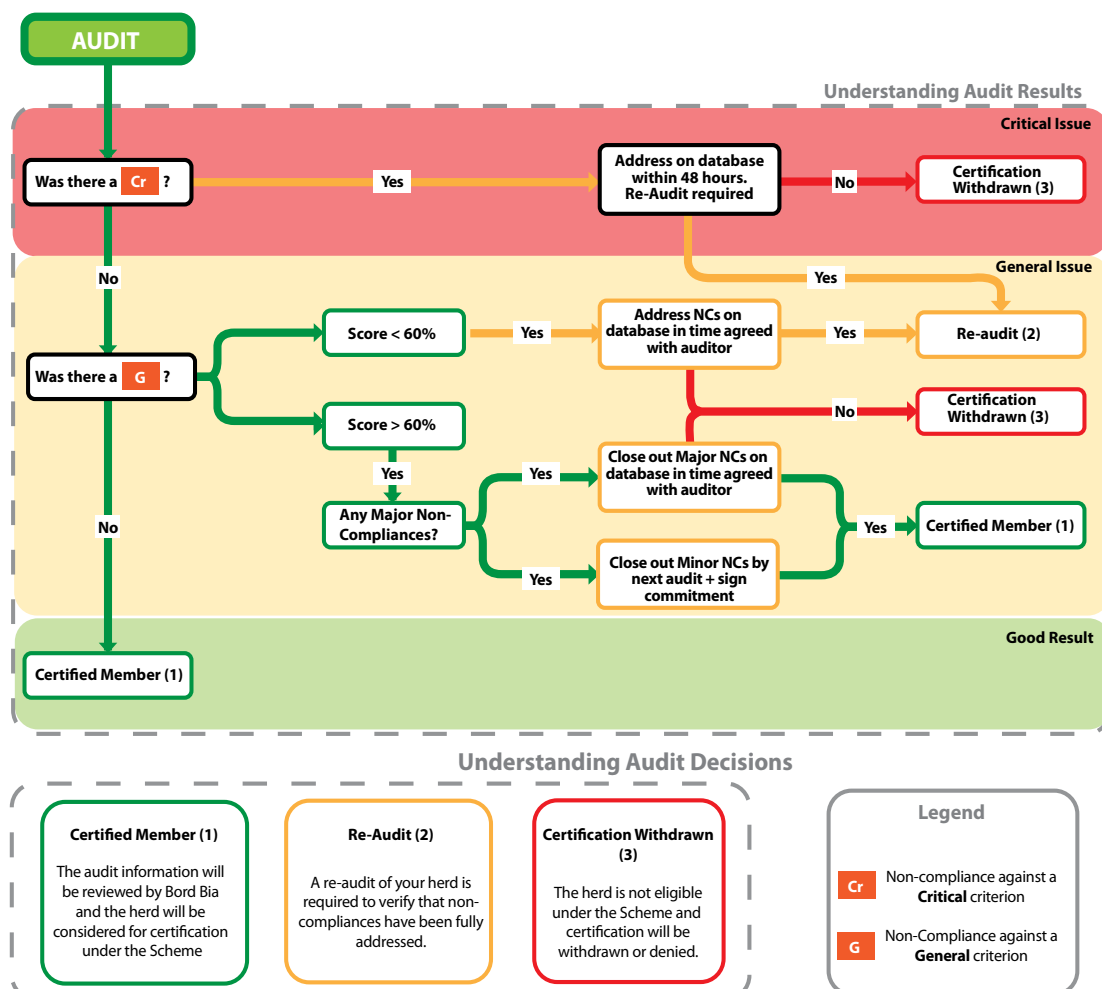 AUDIT
Understanding Audit Results
Critical Issue
Was there a Cr ?
Yes
Address on database
within 48 hours.
Re-Audit required
No
Certification
Withdrawn (3)
No
General Issue
Yes
Score < 60%
Yes
Address NCs on
database in time agreed
with auditor
Yes
Re-audit (2)
Was there a G ?
No
Certification
Withdrawn (3)
Score > 60%
Yes
Any Major Non-
Compliances?
Yes
Close out Major NCs on
database in time agreed
with auditor
Yes
Certified Member (1)
Yes
Close out Minor NCs by
next audit + sign
commitment
No
Good Result
Certified Member (1)
Understanding Audit Decisions
Certified Member (1)
The audit information will
be reviewed by Bord Bia
and the herd will be
considered for certification
under the Scheme
Re-Audit (2)
A re-audit of your herd is
required to verify that non-
compliances have been fully
addressed.
Certification Withdrawn
(3)
The herd is not eligible
under the Scheme and
certification will be
withdrawn or denied.
Legend
Cr Non-compliance against a
Critical criterion
G Non-Compliance against a
General criterion